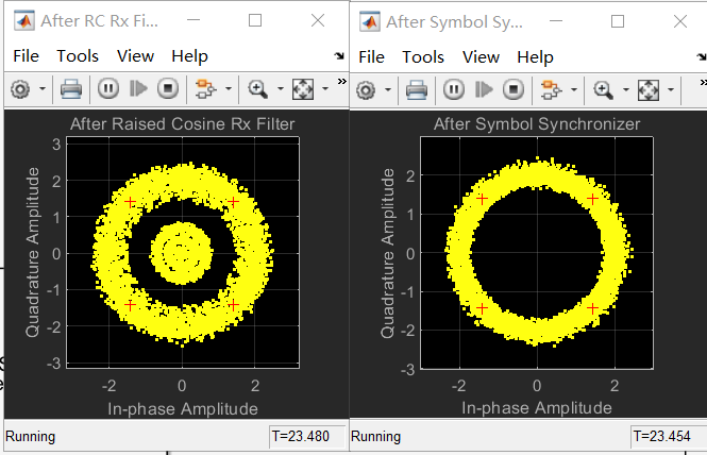 After RC Rx Fi...
File Tools View Help
»
After Raised Cosine Rx Filter
Quadrature Amplitude
3
2
1
0
-1
-2
-3
-2 0 2
In-phase Amplitude
Running T=23.480
After Symbol Sy...
File Tools View Help
»
After Symbol Synchronizer
Quadrature Amplitude
2
1
0
-1
-2
-3
-2 0 2
In-phase Amplitude
Running T=23.454